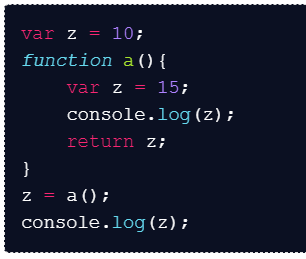 var z = 10;
function a(){
    var z = 15;
    console.log(z);
    return z;
}
z = a();
console.log(z);